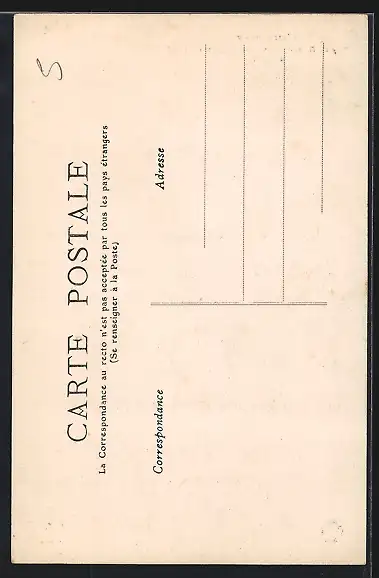 5
CARTE POSTALE
La Correspondance au recto n'est pas acceptée par tous les pays étrangers
(Se renseigner à la Poste)
Correspondance
Adresse